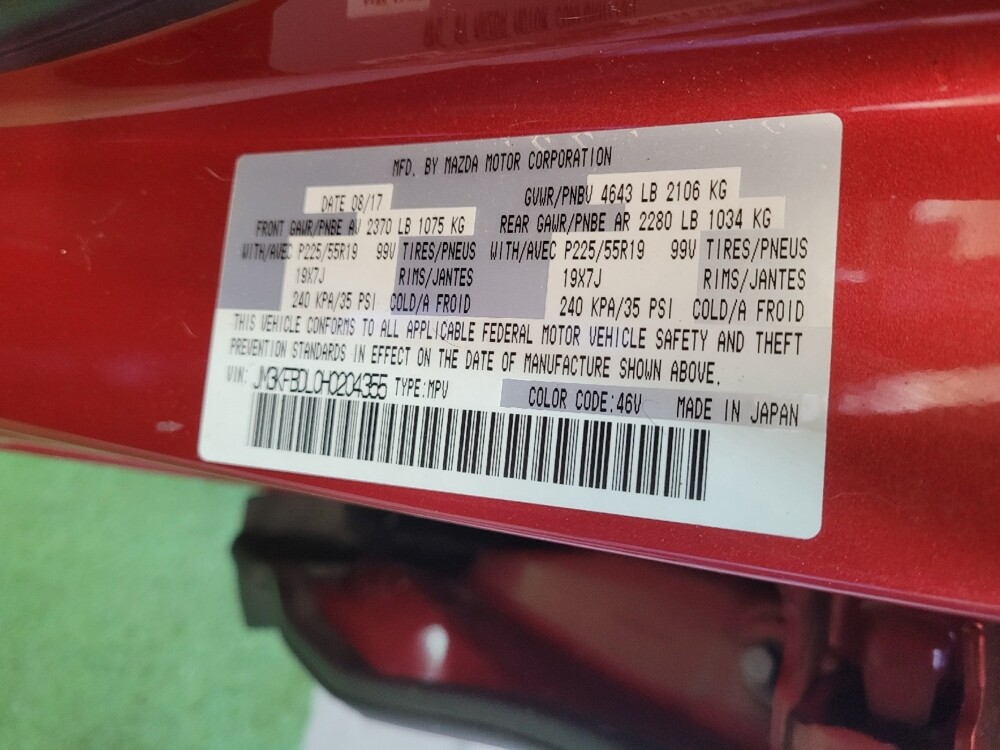 MFD. BY MAZDA MOTOR CORPORATION
DATE 08/17 GVWR/PNBV 4643 LB 2106 KG
FRONT GAWR/PNBE AV 2370 LB 1075 KG REAR GAWR/PNBE AR 2280 LB 1034 KG
WITH/AVEC P225/55R19 99V TIRES/PNEUS WITH/AVEC P225/55R19 99V TIRES/PNEUS
19X7J RIMS/JANTES 19X7J RIMS/JANTES
240 KPA/35 PSI COLD/A FROID 240 KPA/35 PSI COLD/A FROID
THIS VEHICLE CONFORMS TO ALL APPLICABLE FEDERAL MOTOR VEHICLE SAFETY AND THEFT
PREVENTION STANDARDS IN EFFECT ON THE DATE OF MANUFACTURE SHOWN ABOVE.
VIN: JM3KFBDL0H0204355 TYPE:MPV COLOR CODE:46V MADE IN JAPAN